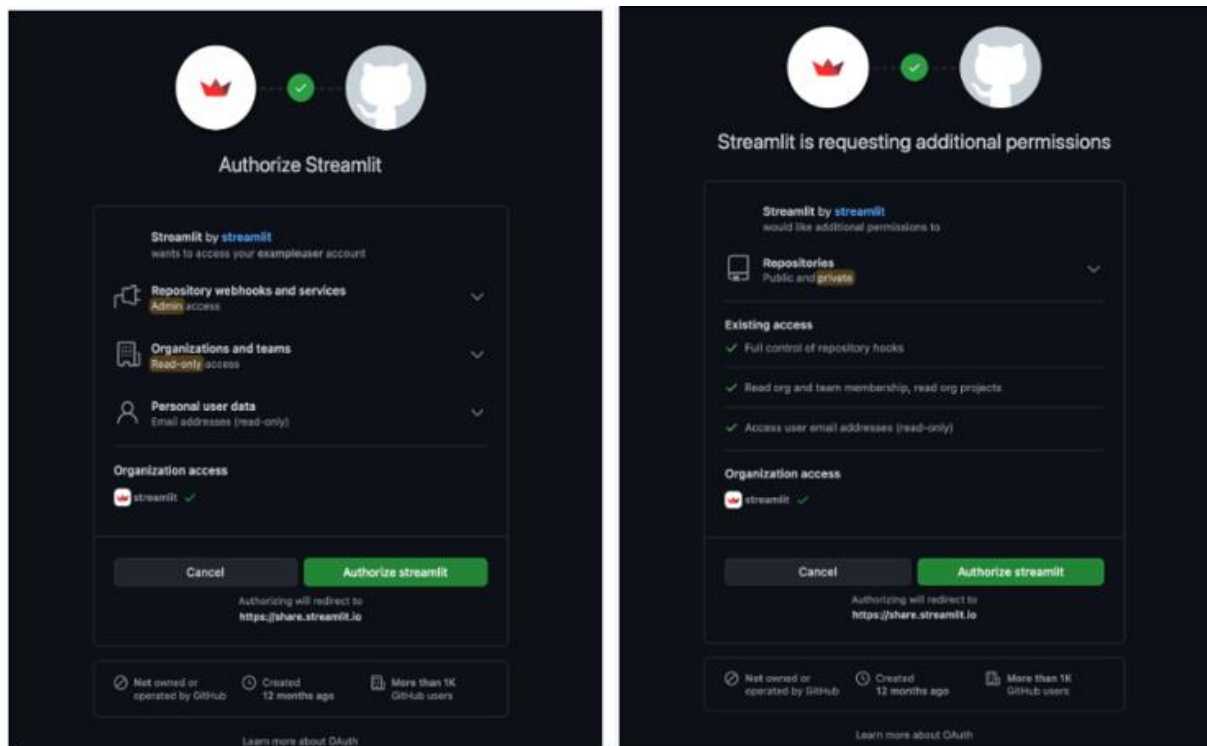 Authorize Streamlit
Streamlit by streamlit
wants to access your exampleuser account
Repository webhooks and services
Admin access
Organizations and teams
Read-only access
Personal user data
Email addresses (read-only)
Organization access
streamlit
Cancel
Authorize streamlit
Authorizing will redirect to
https://share.streamlit.io
Not owned or
operated by GitHub
Created
12 months ago
More than 1K
GitHub users
Learn more about OAuth
Streamlit is requesting additional permissions
Streamlit by streamlit
would like additional permissions to
Repositories
Public and private
Existing access
Full control of repository hooks
Read org and team membership, read org projects
Access user email addresses (read-only)
Organization access
streamlit
Cancel
Authorize streamlit
Authorizing will redirect to
https://share.streamlit.io
Not owned or
operated by GitHub
Created
12 months ago
More than 1K
GitHub users
Learn more about OAuth